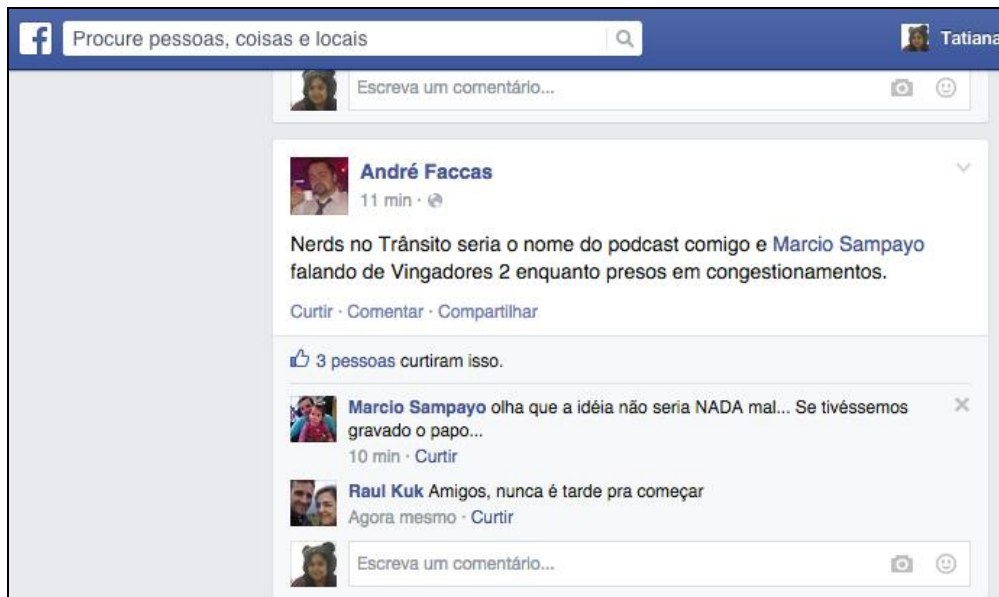 f Procure pessoas, coisas e locais Tatiana
Escreva um comentário...
André Faccas
11 min ·
Nerds no Trânsito seria o nome do podcast comigo e Marcio Sampayo
falando de Vingadores 2 enquanto presos em congestionamentos.
Curtir · Comentar · Compartilhar
3 pessoas curtiram isso.
Marcio Sampayo olha que a idéia não seria NADA mal... Se tivéssemos
gravado o papo...
10 min · Curtir
Raul Kuk Amigos, nunca é tarde pra começar
Agora mesmo · Curtir
Escreva um comentário...